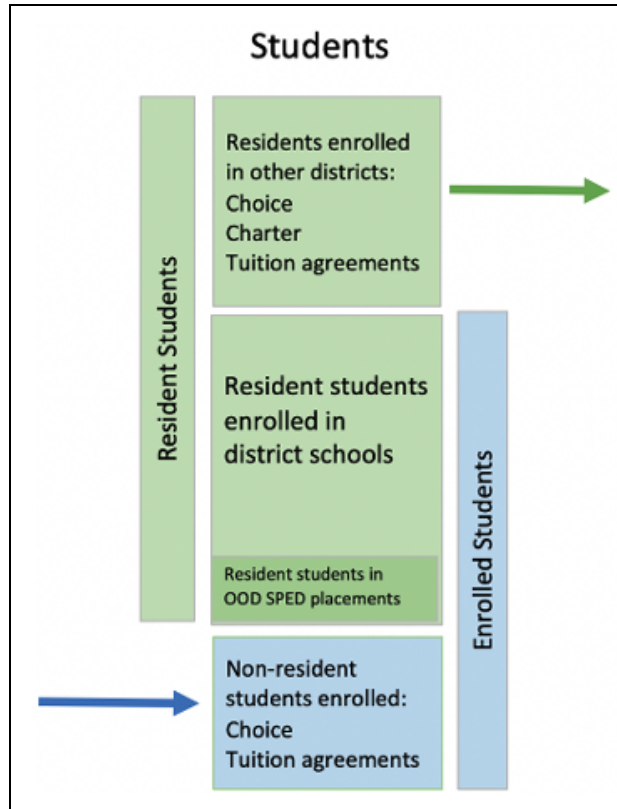 Students
Resident Students
Residents enrolled
in other districts:
Choice
Charter
Tuition agreements
Resident students
enrolled in
district schools
Resident students in
OOD SPED placements
Enrolled Students
Non-resident
students enrolled:
Choice
Tuition agreements